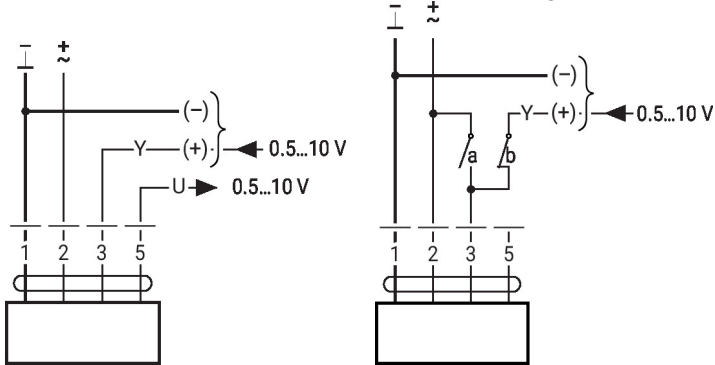 – +
⊥ ~
(–)
Y (+) 0.5...10 V
U 0.5...10 V
1 2 3 5
– +
⊥ ~
(–)
Y (+) 0.5...10 V
a b
1 2 3 5